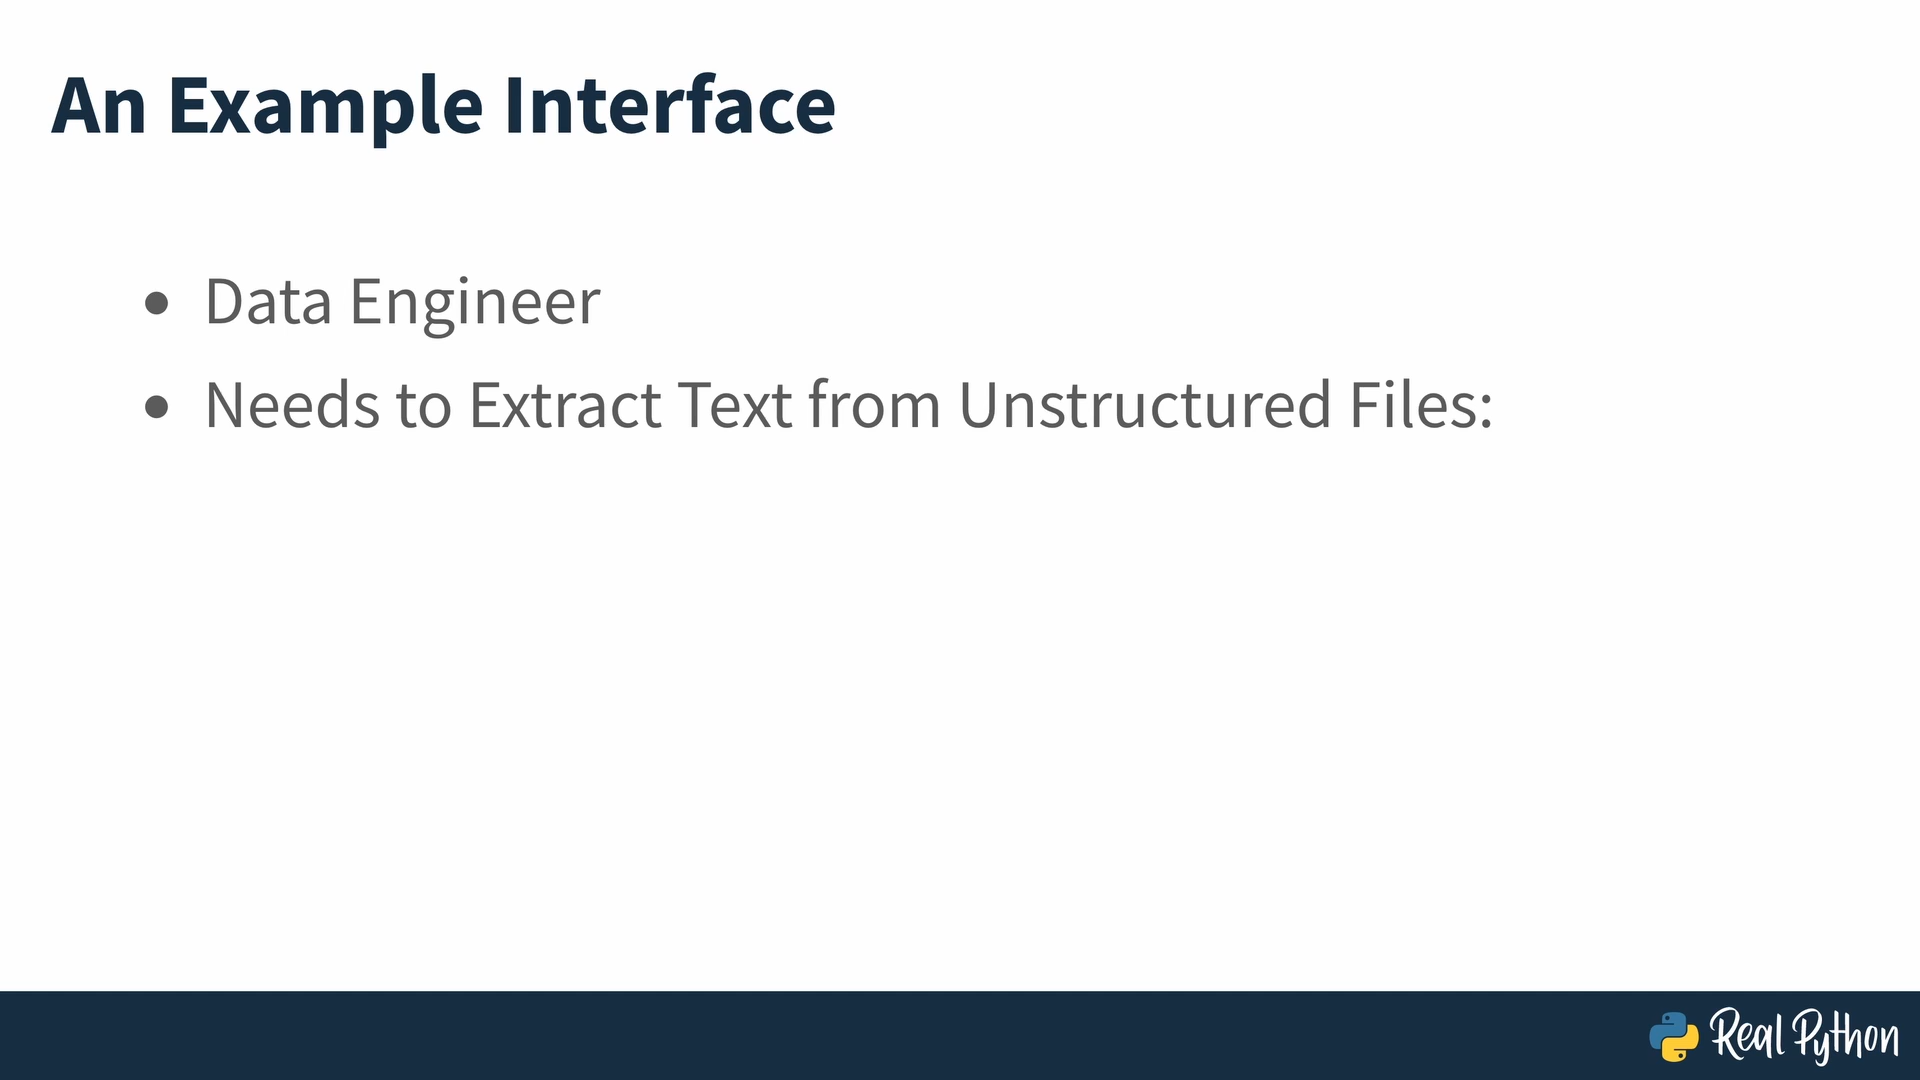 An Example Interface
• Data Engineer
• Needs to Extract Text from Unstructured Files:
Real Python